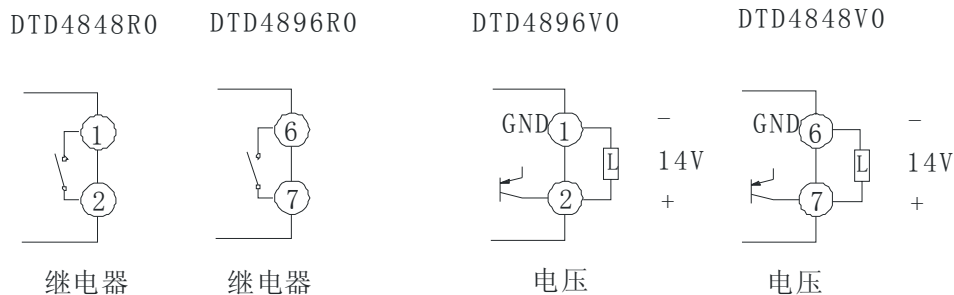 DTD4848R0 DTD4896R0 DTD4896V0 DTD4848V0
1 6 GND 1 - GND 6 -
L 14V L 14V
2 7 2 + 7 +
继电器 继电器 电压 电压